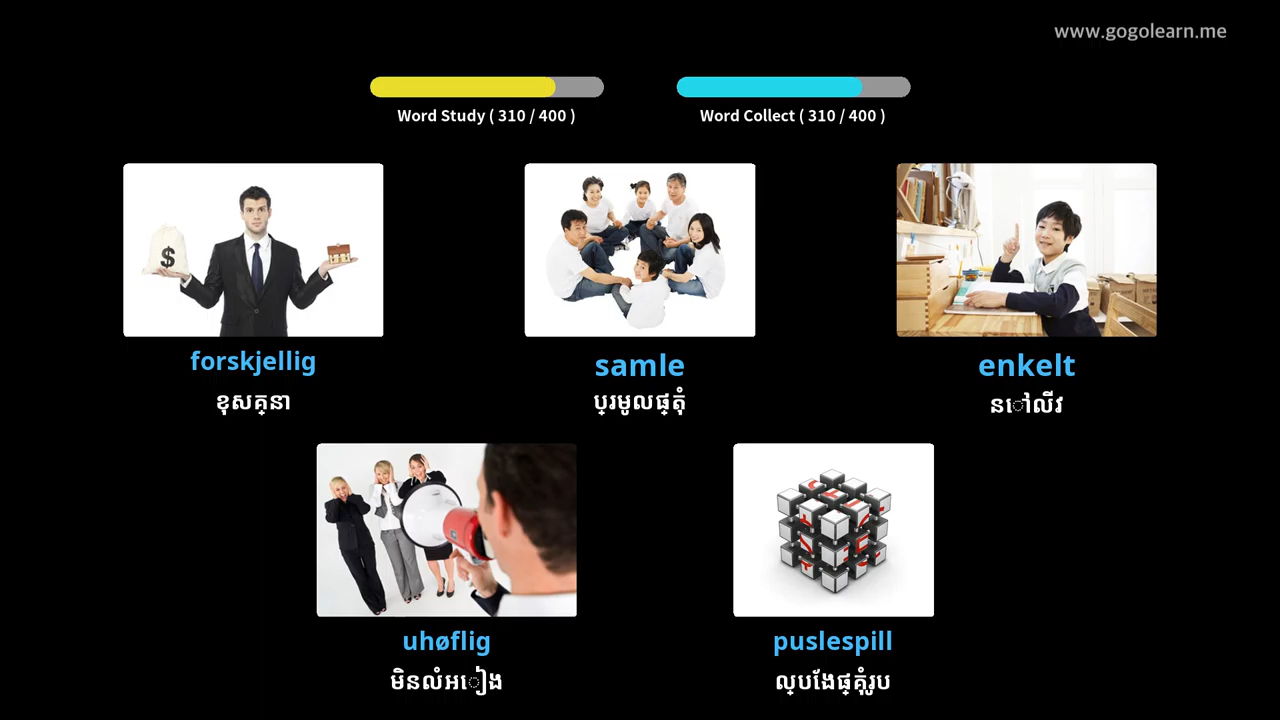 www.gogolearn.me
Word Study ( 310 / 400 )
Word Collect ( 310 / 400 )
forskjellig
ខុសគ្នា
samle
ប្រមូលផ្តុំ
enkelt
នៅលីវ
uhøflig
មិនលំអៀង
puslespill
ល្បែងផ្គុំរូប